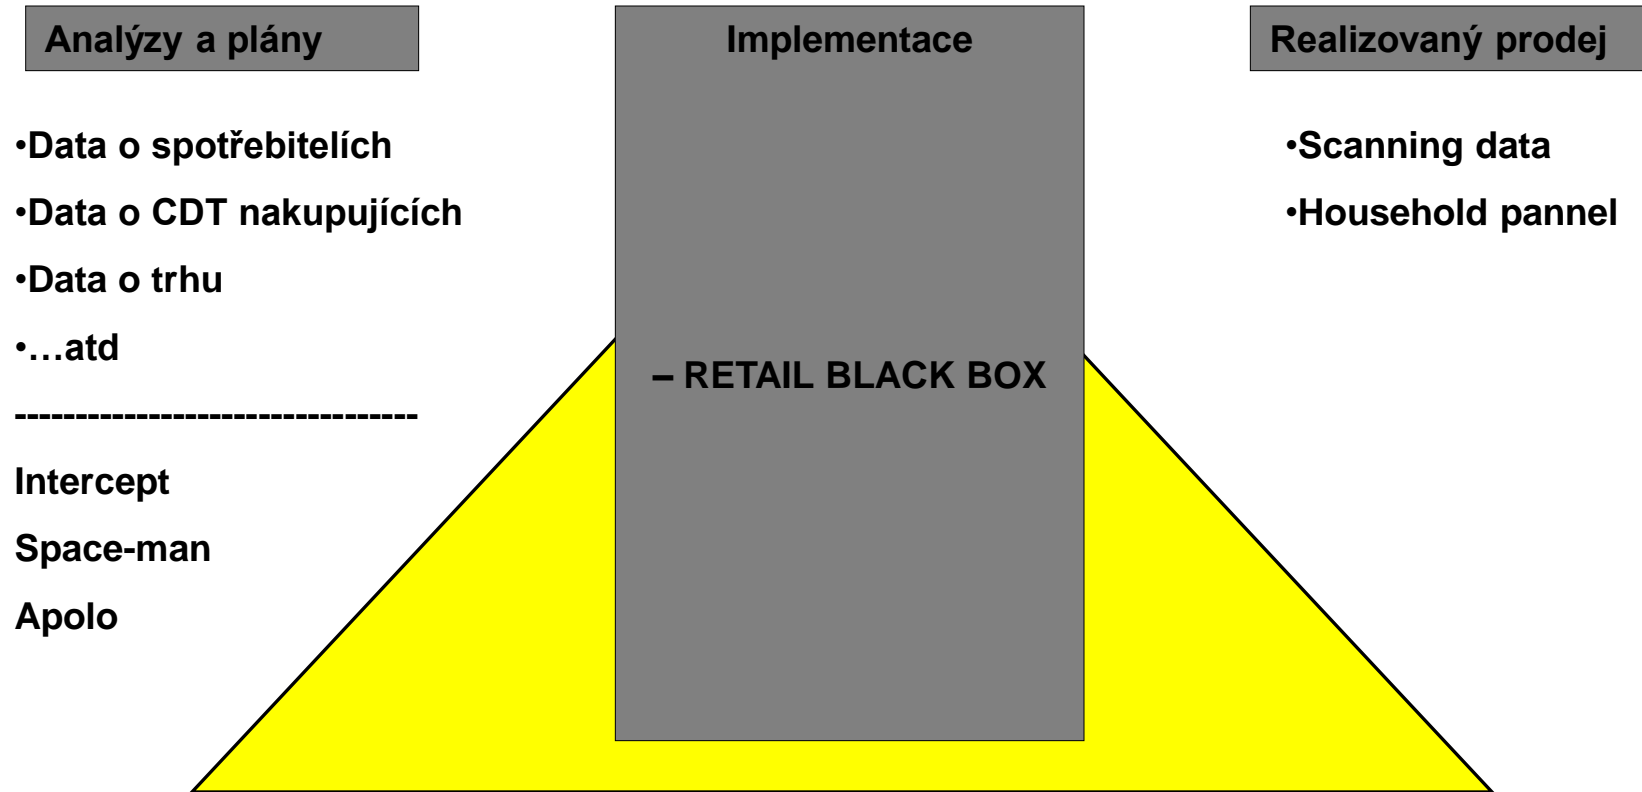 Analýzy a plány
•Data o spotřebitelích
•Data o CDT nakupujících
•Data o trhu
•…atd
---------------------------------
Intercept
Space-man
Apolo
Implementace
– RETAIL BLACK BOX
Realizovaný prodej
•Scanning data
•Household pannel